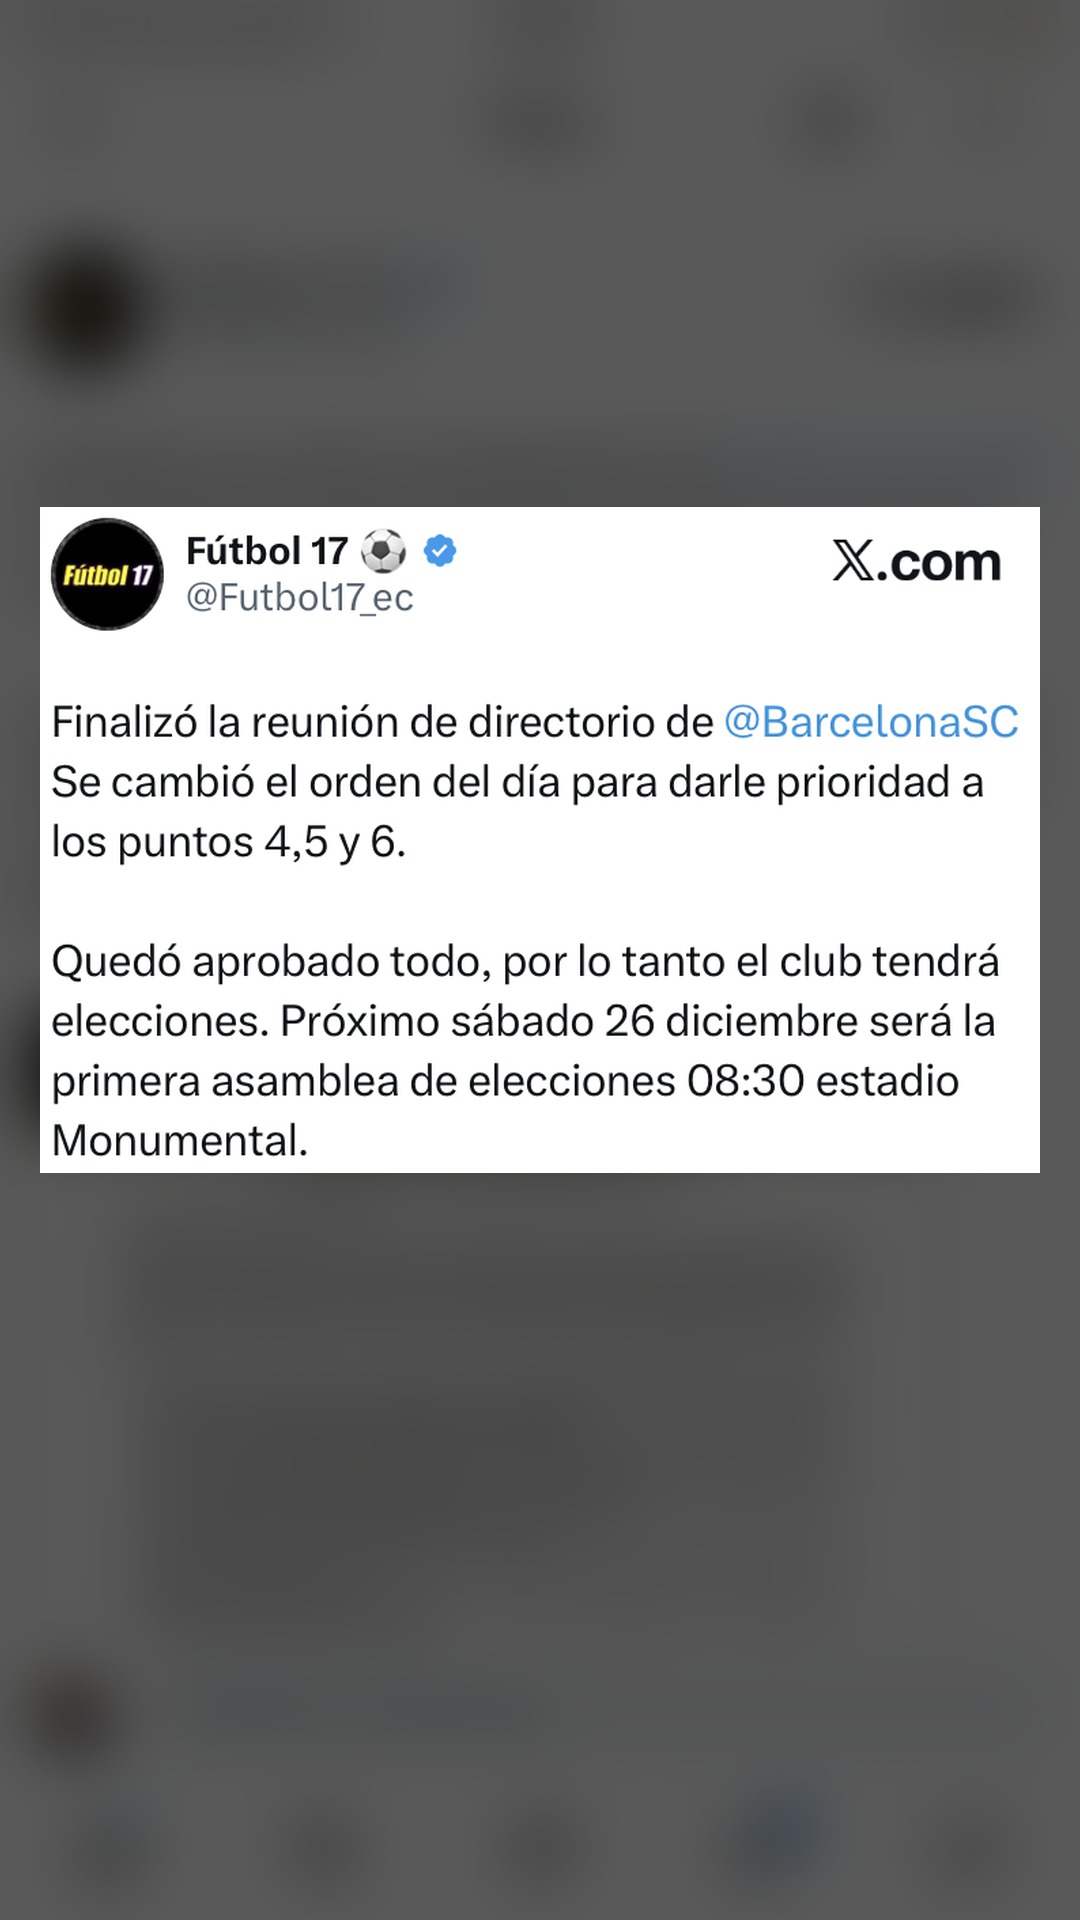 Fútbol 17
Fútbol 17 ⚽
@Futbol17_ec
X.com
Finalizó la reunión de directorio de @BarcelonaSC
Se cambió el orden del día para darle prioridad a
los puntos 4,5 y 6.
Quedó aprobado todo, por lo tanto el club tendrá
elecciones. Próximo sábado 26 diciembre será la
primera asamblea de elecciones 08:30 estadio
Monumental.